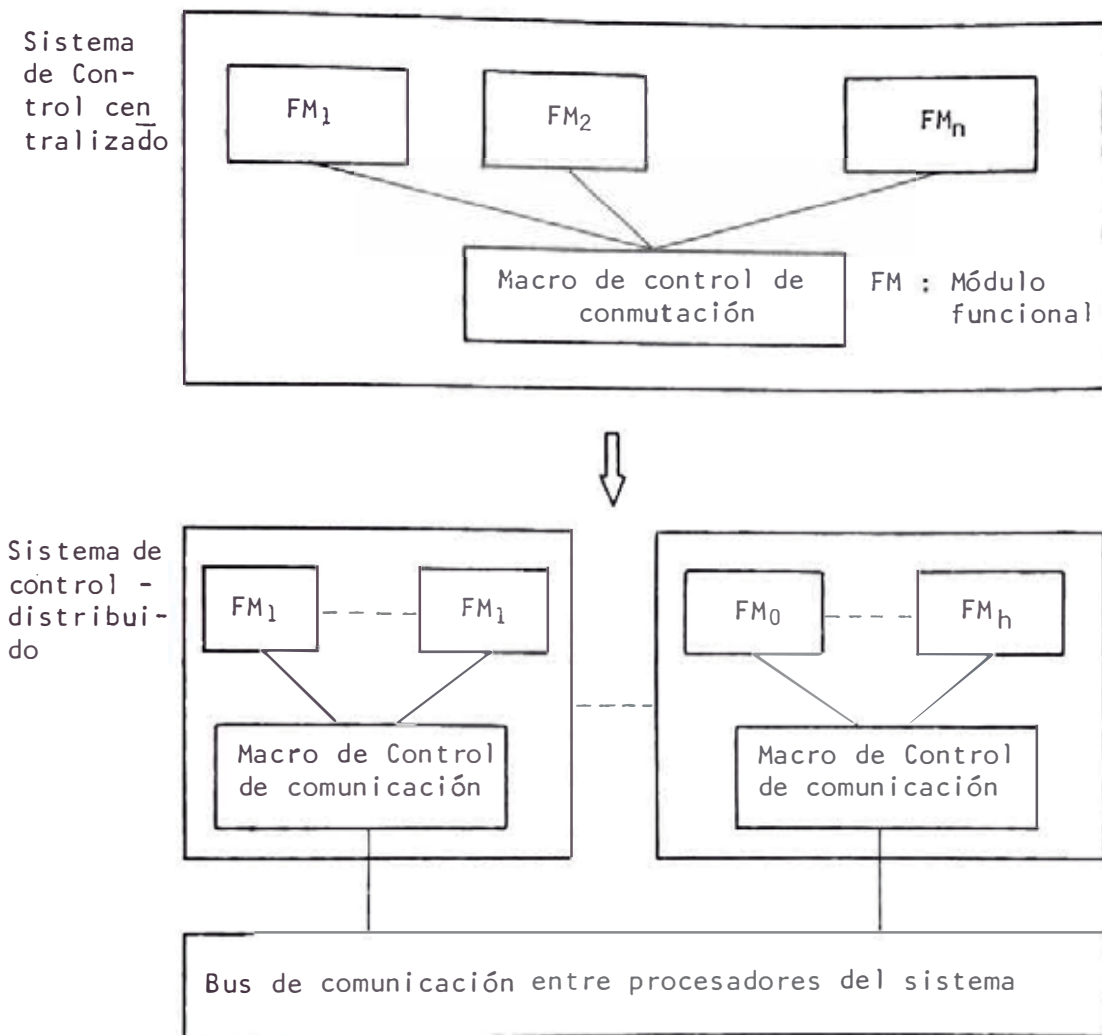 Sistema
de Con-
trol cen
tralizado
FM1
FM2
FMn
Macro de control de
conmutación
FM : Módulo
funcional
Sistema de
control -
distribui-
do
FM1
FM1
FM0
FMh
Macro de Control
de comunicación
Macro de Control
de comunicación
Bus de comunicación entre procesadores del sistema